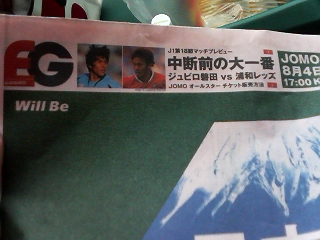 EG
J1第18節マッチプレビュー
中断前の大一番
ジュビロ磐田 vs 浦和レッズ
JOMO オールスター チケット販売方法
JOMO
8月4日
17:00 K
Will Be